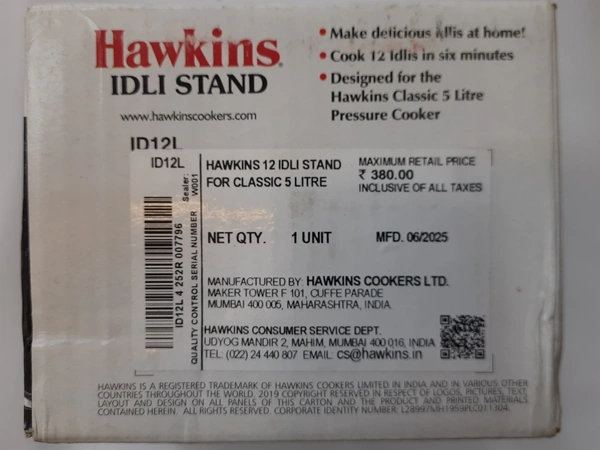 Hawkins
IDLI STAND
www.hawkinscookers.com
• Make delicious idlis at home!
• Cook 12 Idlis in six minutes
• Designed for the
Hawkins Classic 5 Litre
Pressure Cooker
ID12L
ID12L
Sealer:
W001
HAWKINS 12 IDLI STAND
FOR CLASSIC 5 LITRE
MAXIMUM RETAIL PRICE
₹ 380.00
INCLUSIVE OF ALL TAXES
ID12L 4 252R 007796
QUALITY CONTROL SERIAL NUMBER
NET QTY. 1 UNIT MFD. 06/2025
MANUFACTURED BY: HAWKINS COOKERS LTD.
MAKER TOWER F 101, CUFFE PARADE
MUMBAI 400 005, MAHARASHTRA, INDIA.
HAWKINS CONSUMER SERVICE DEPT.
UDYOG MANDIR 2, MAHIM, MUMBAI 400 016, INDIA
TEL: (022) 24 440 807 EMAIL: cs@hawkins.in
HAWKINS IS A REGISTERED TRADEMARK OF HAWKINS COOKERS LIMITED IN INDIA AND IN VARIOUS OTHER
COUNTRIES THROUGHOUT THE WORLD. 2019 COPYRIGHT RESERVED IN RESPECT OF LOGOS, PICTURES, TEXT,
LAYOUT AND DESIGN ON ALL PANELS OF THIS CARTON AND THE PRODUCT AND PRINTED MATERIALS
CONTAINED HEREIN. ALL RIGHTS RESERVED. CORPORATE IDENTITY NUMBER: L28997MH1959PLC011304.